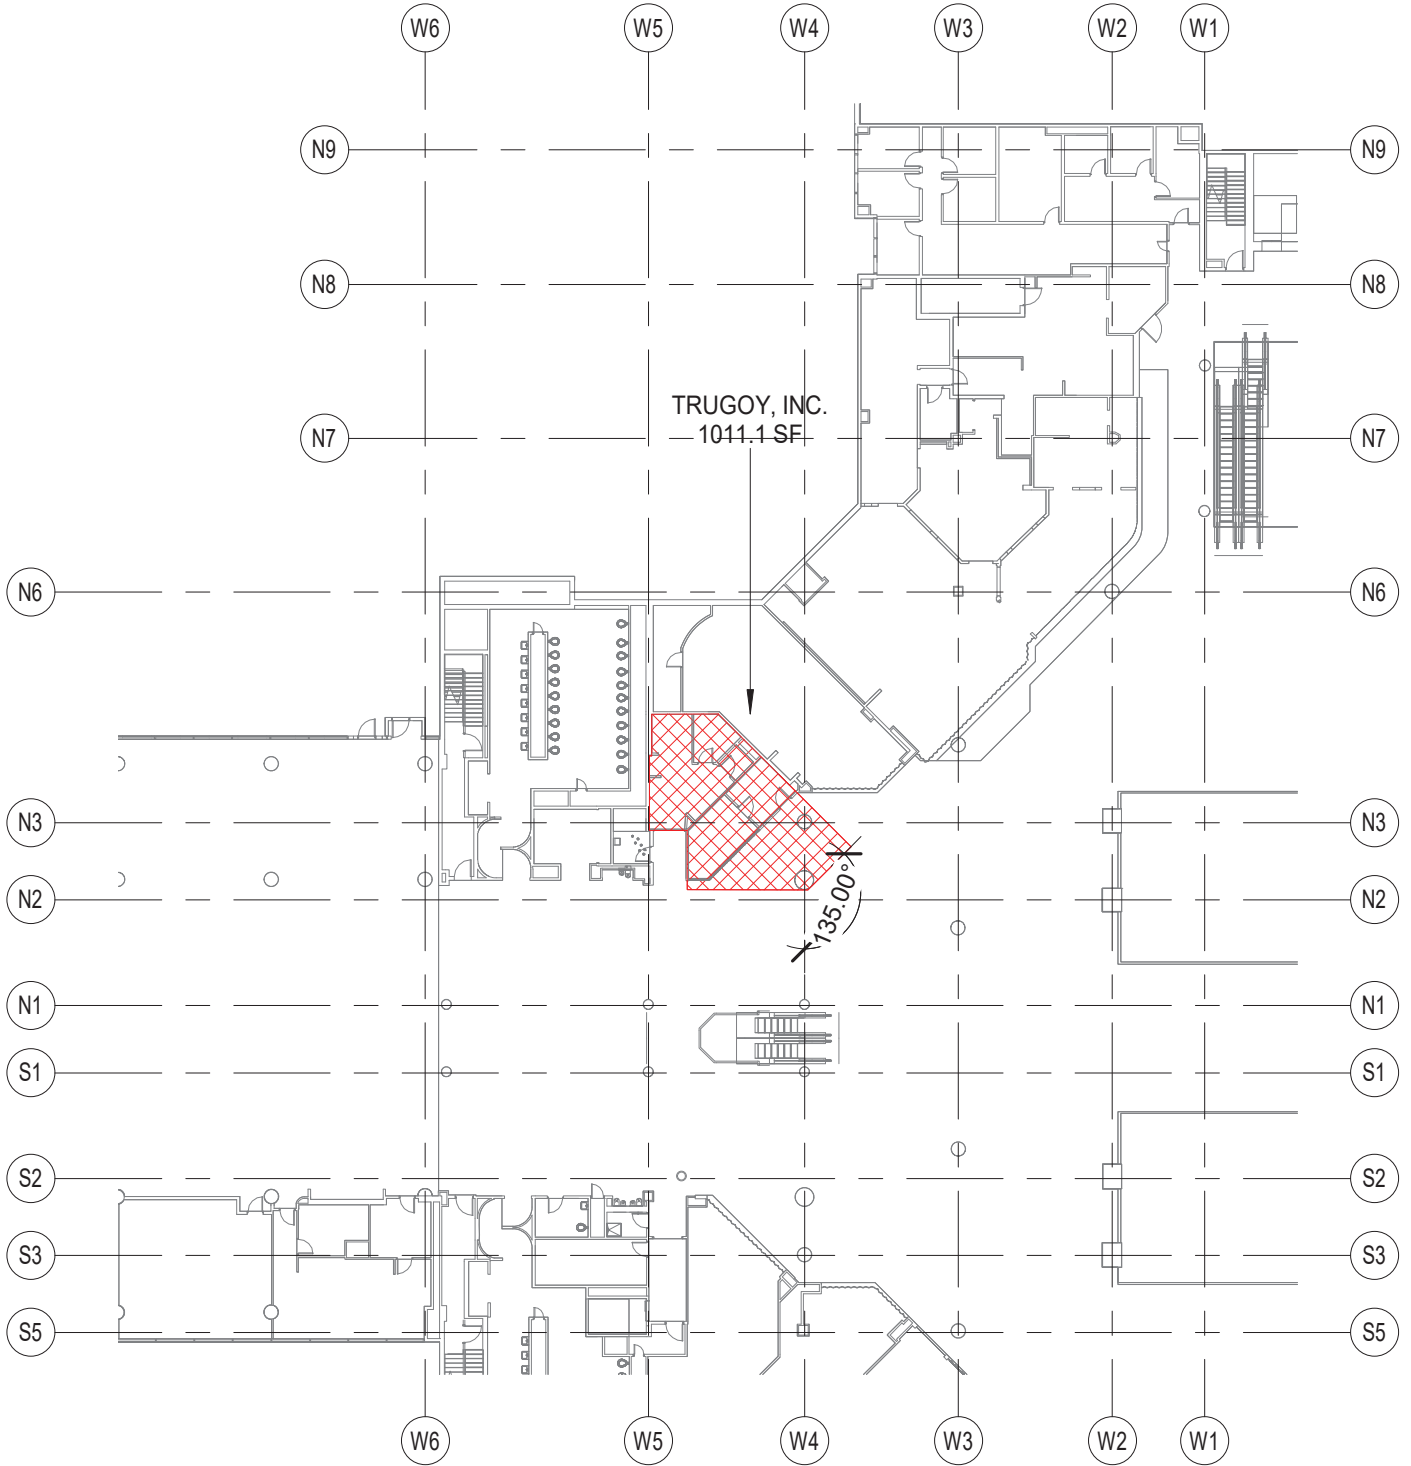 W6 W5 W4 W3 W2 W1
N9 N9
N8 N8
TRUGOY, INC.
1011.1 SF
N7 N7
N6 N6
N3 N3
N2 N2
135.00°
N1 N1
S1 S1
S2 S2
S3 S3
S5 S5
W6 W5 W4 W3 W2 W1